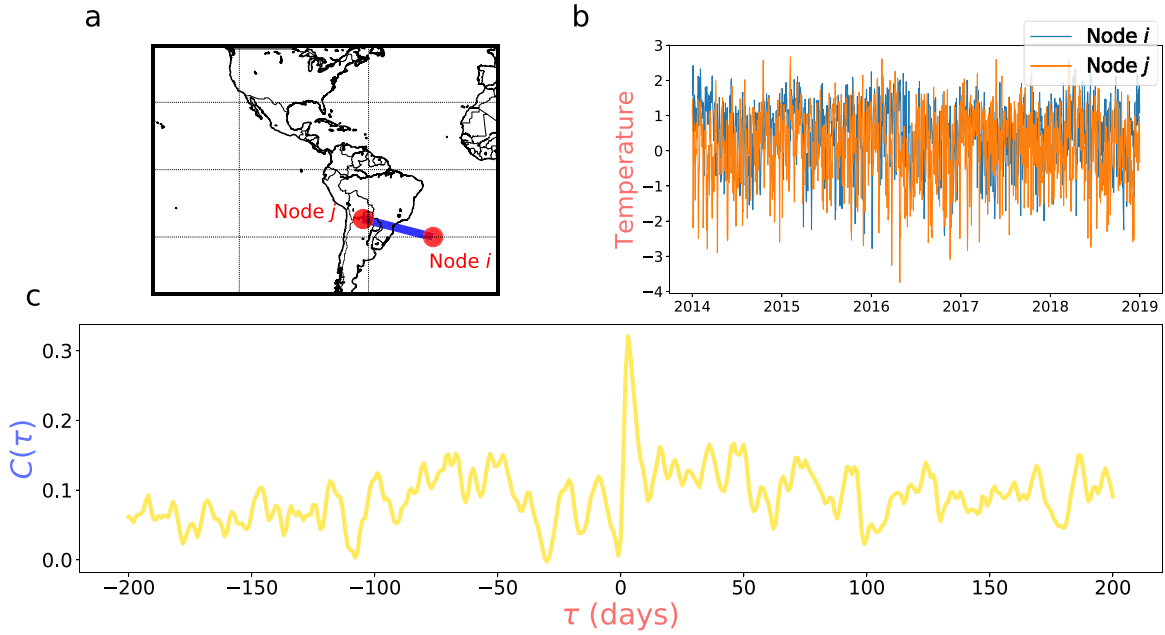 a
Node j
Node i
b
Node i
Node j
Temperature
3
2
1
0
−1
−2
−3
−4
2014 2015 2016 2017 2018 2019
c
C(τ)
0.3
0.2
0.1
0.0
−200 −150 −100 −50 0 50 100 150 200
τ (days)